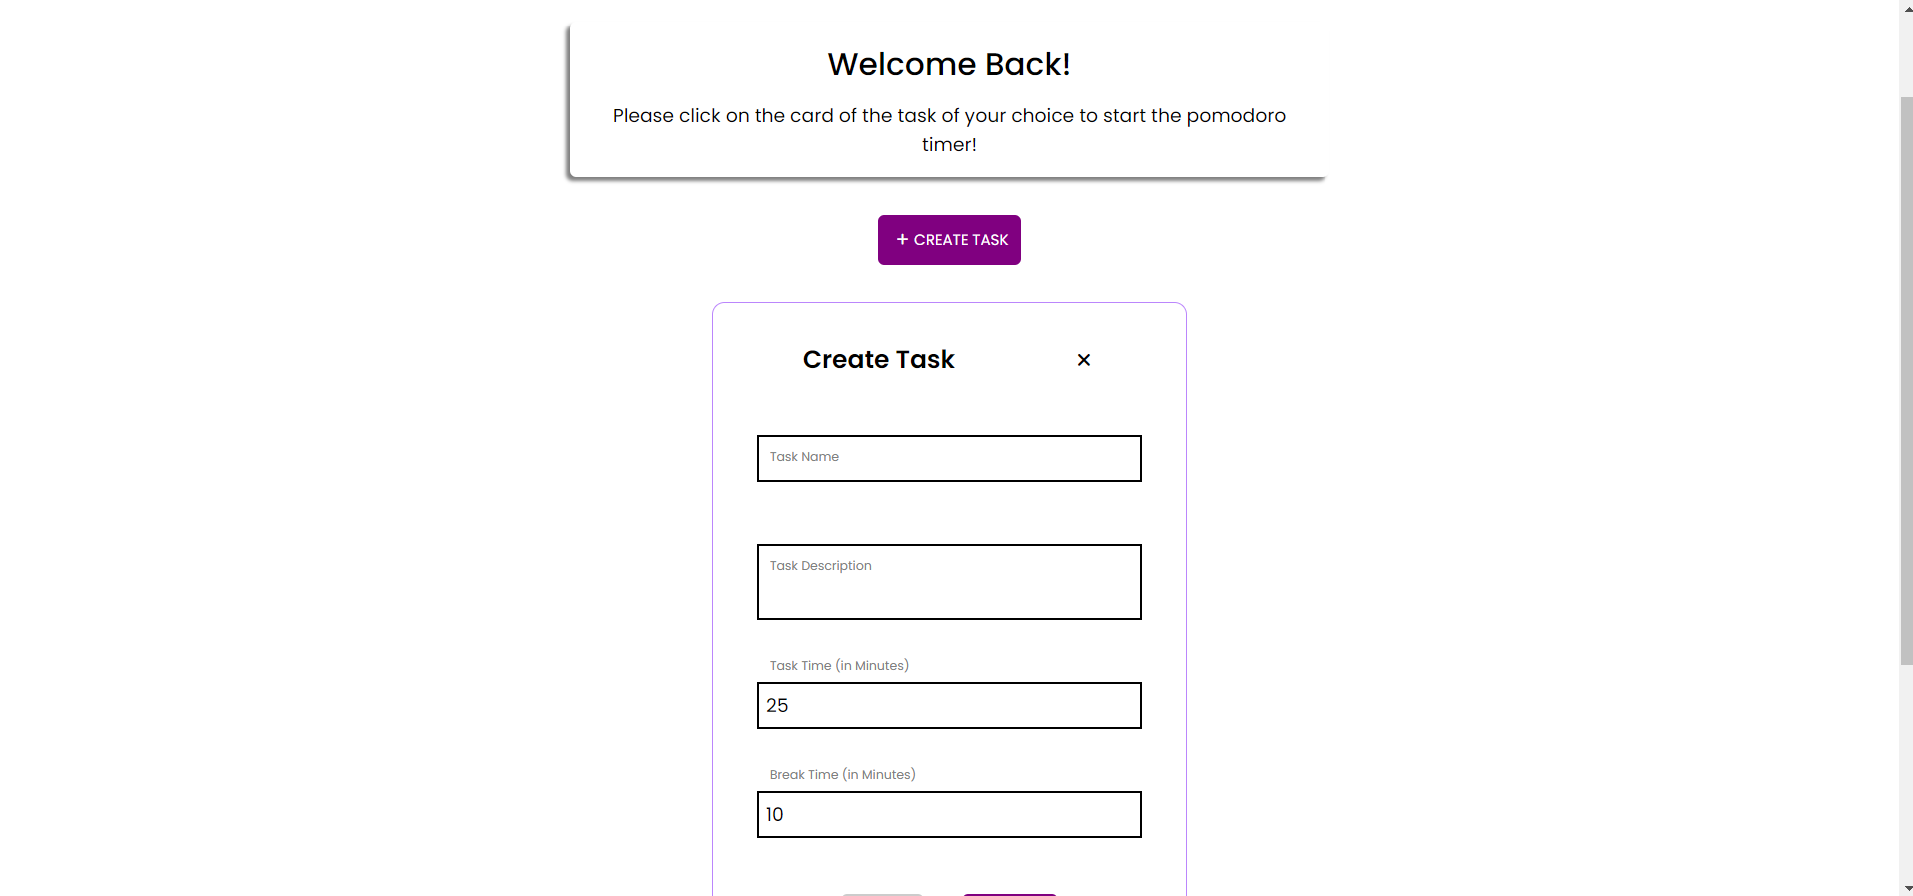 Welcome Back!
Please click on the card of the task of your choice to start the pomodoro
timer!
+ CREATE TASK
Create Task ×
Task Name
Task Description
Task Time (in Minutes)
25
Break Time (in Minutes)
10